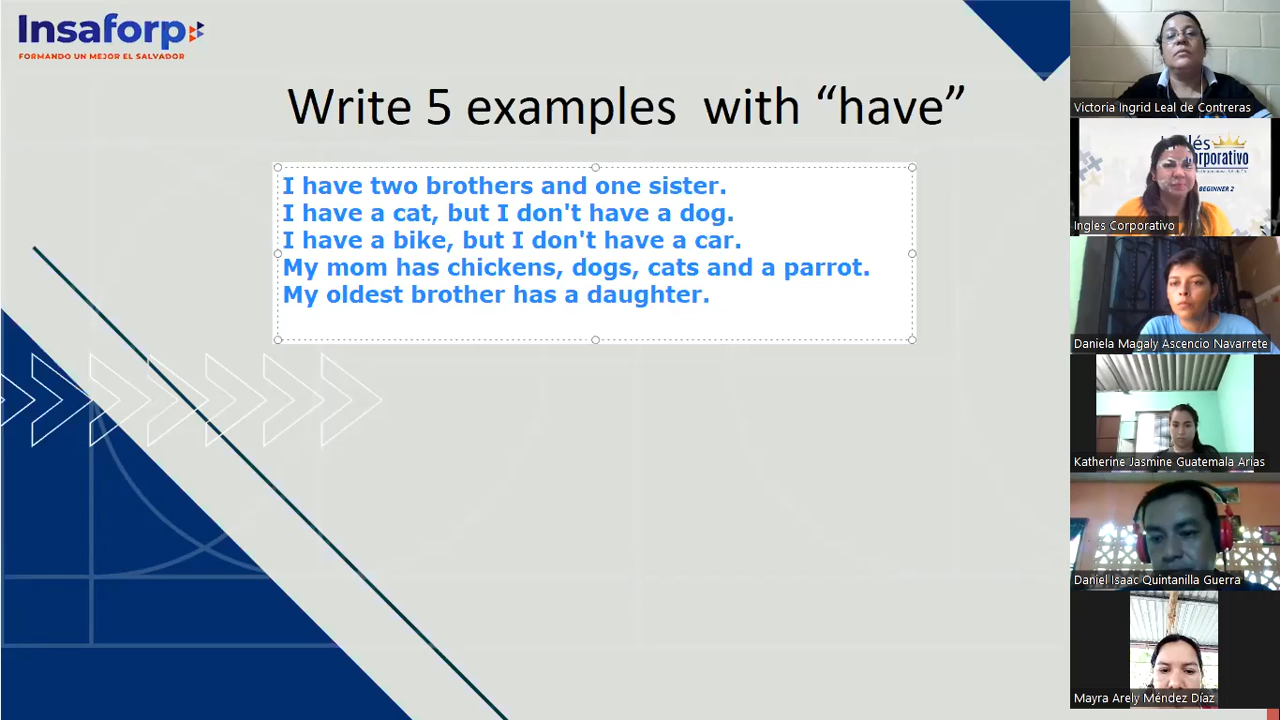 Insaforp
FORMANDO UN MEJOR EL SALVADOR
Write 5 examples with “have”
I have two brothers and one sister.
I have a cat, but I don't have a dog.
I have a bike, but I don't have a car.
My mom has chickens, dogs, cats and a parrot.
My oldest brother has a daughter.
Victoria Ingrid Leal de Contreras
BEGINNER 2
Ingles Corporativo
Daniela Magaly Ascencio Navarrete
Katherine Jasmine Guatemala Arias
Daniel Isaac Quintanilla Guerra
Mayra Arely Méndez Díaz